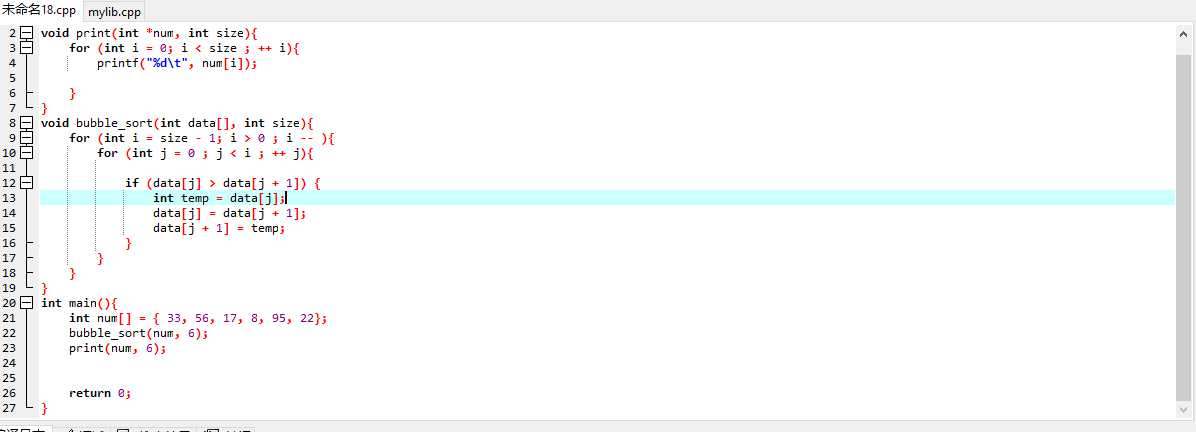 未命名18.cpp mylib.cpp
2 void print(int *num, int size){
3 for (int i = 0; i < size ; ++ i){
4 printf("%d\t", num[i]);
5
6 }
7 }
8 void bubble_sort(int data[], int size){
9 for (int i = size - 1; i > 0 ; i -- ){
10 for (int j = 0 ; j < i ; ++ j){
11
12 if (data[j] > data[j + 1]) {
13 int temp = data[j];
14 data[j] = data[j + 1];
15 data[j + 1] = temp;
16 }
17 }
18 }
19 }
20 int main(){
21 int num[] = { 33, 56, 17, 8, 95, 22};
22 bubble_sort(num, 6);
23 print(num, 6);
24
25
26 return 0;
27 }